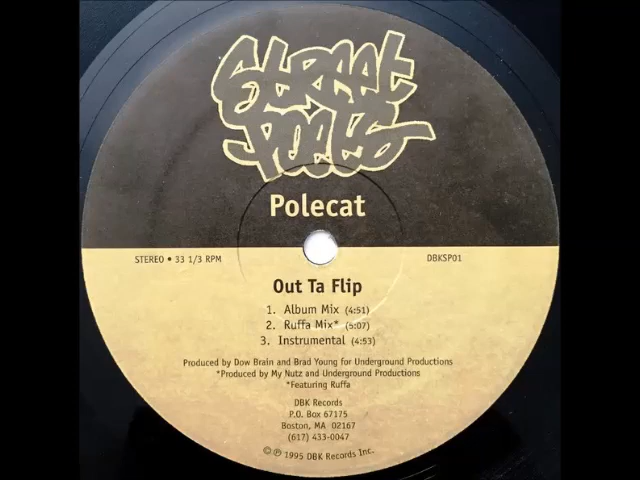 Street
Poets
Polecat
STEREO • 33 1/3 RPM
DBKSP01
Out Ta Flip
1. Album Mix (4:51)
2. Ruffa Mix* (5:07)
3. Instrumental (4:53)
Produced by Dow Brain and Brad Young for Underground Productions
*Produced by My Nutz and Underground Productions
*Featuring Ruffa
DBK Records
P.O. Box 67175
Boston, MA 02167
(617) 433-0047
© ℗ 1995 DBK Records Inc.